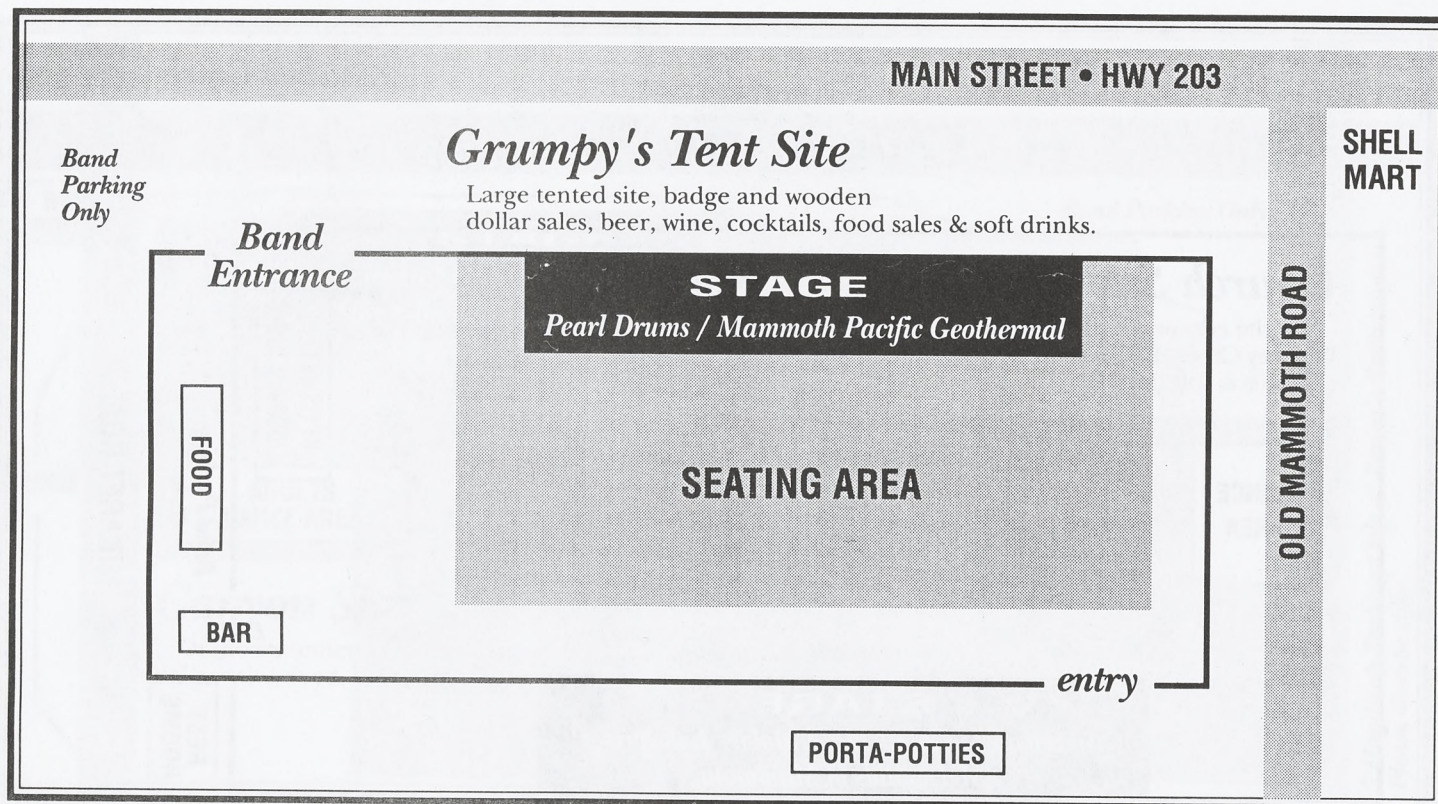 MAIN STREET • HWY 203
SHELL
MART
Grumpy's Tent Site
Large tented site, badge and wooden
dollar sales, beer, wine, cocktails, food sales & soft drinks.
Band
Parking
Only
Band
Entrance
STAGE
Pearl Drums / Mammoth Pacific Geothermal
OLD MAMMOTH ROAD
FOOD
SEATING AREA
BAR
entry
PORTA-POTTIES